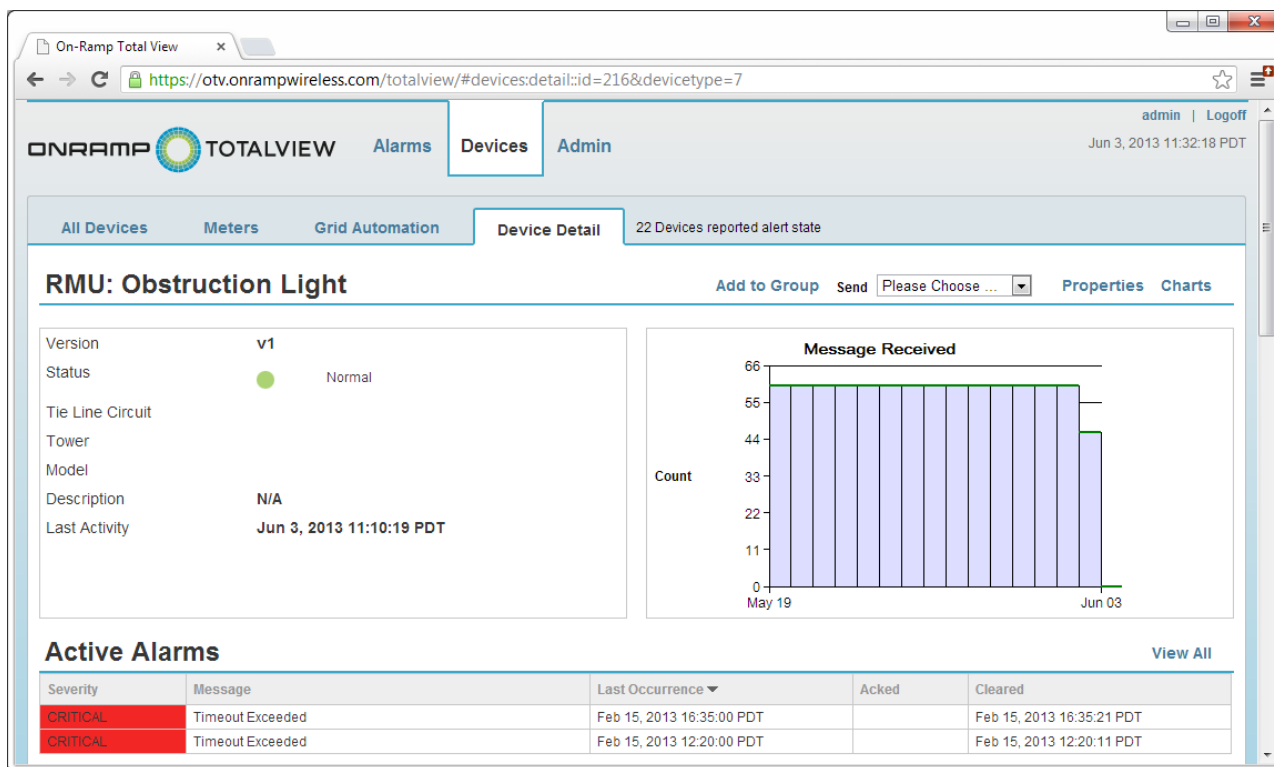 On-Ramp Total View
https://otv.onrampwireless.com/totalview/#devices:detail::id=216&devicetype=7
admin | Logoff
ONRAMP TOTALVIEW Alarms Devices Admin
Jun 3, 2013 11:32:18 PDT
All Devices Meters Grid Automation Device Detail 22 Devices reported alert state
RMU: Obstruction Light Add to Group Send Please Choose ... Properties Charts
Version v1
Status Normal
Tie Line Circuit
Tower
Model
Description N/A
Last Activity Jun 3, 2013 11:10:19 PDT
Message Received
66
55
44
Count
33
22
11
0
May 19 Jun 03
Active Alarms View All
Severity Message Last Occurrence Acked Cleared
CRITICAL Timeout Exceeded Feb 15, 2013 16:35:00 PDT Feb 15, 2013 16:35:21 PDT
CRITICAL Timeout Exceeded Feb 15, 2013 12:20:00 PDT Feb 15, 2013 12:20:11 PDT